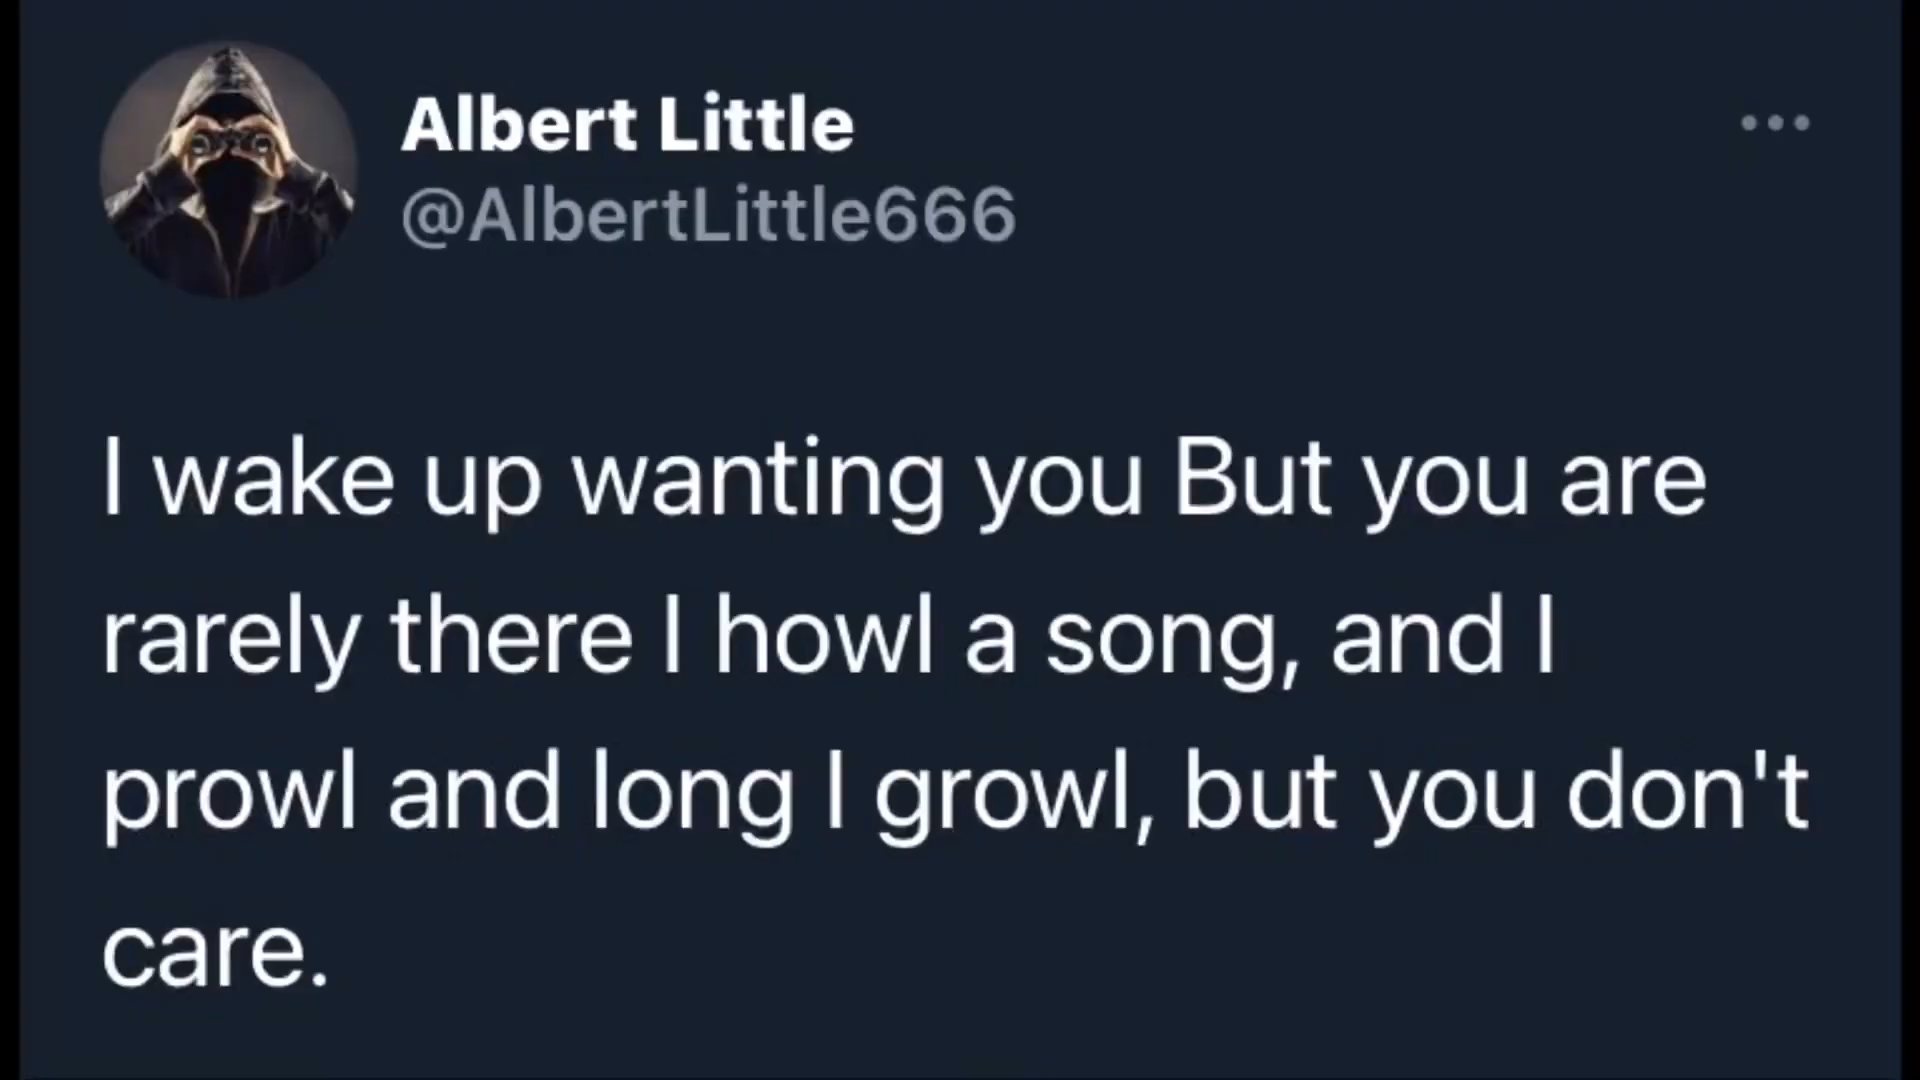 Albert Little
@AlbertLittle666
I wake up wanting you But you are
rarely there I howl a song, and I
prowl and long I growl, but you don't
care.